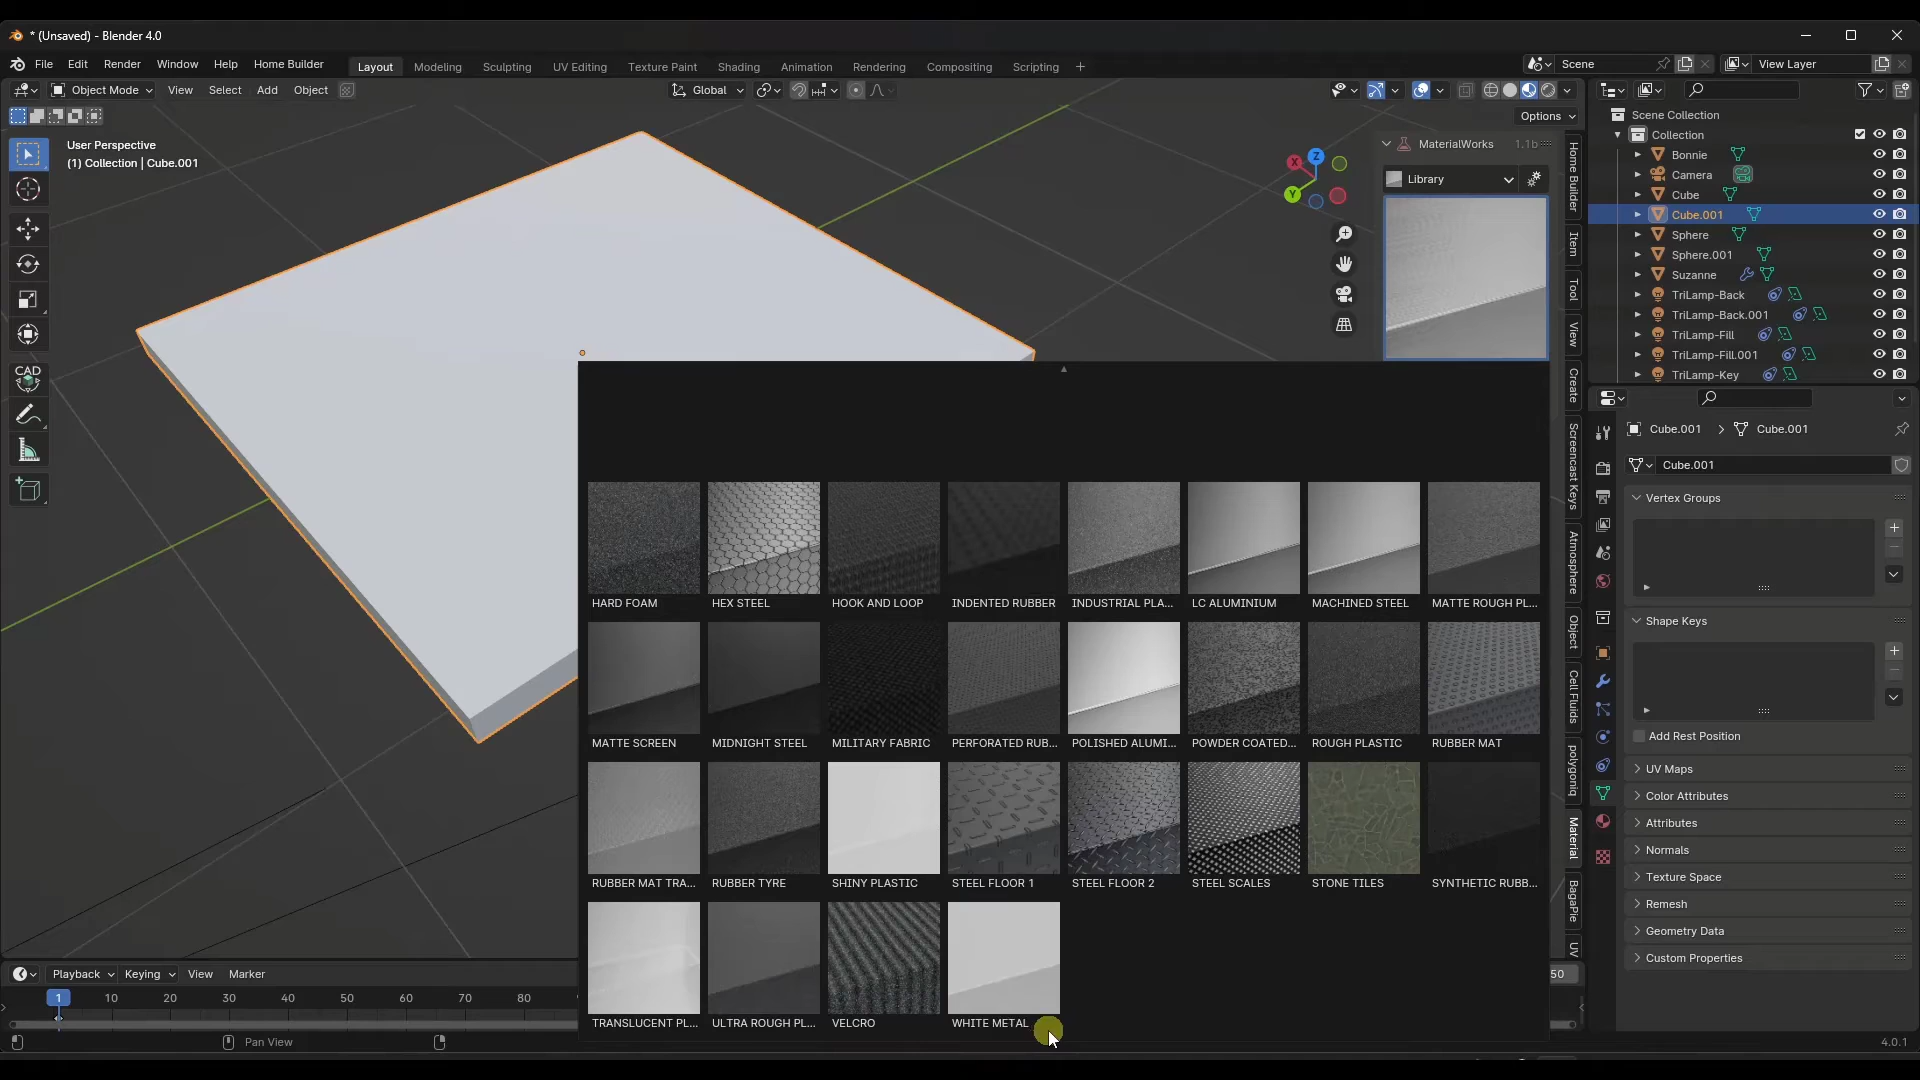 * (Unsaved) - Blender 4.0
File Edit Render Window Help Home Builder
Layout Modeling Sculpting UV Editing Texture Paint Shading Animation Rendering Compositing Scripting +
Scene
View Layer
Object Mode View Select Add Object
Global
Options
User Perspective
(1) Collection | Cube.001
CAD
X
Y
Z
MaterialWorks 1.1b
Library
Home Builder
Item
Tool
View
Create
Screencast Keys
Atmosphere
Object
Cell Fluids
polygoniq
Material
BagaPie
UV
HARD FOAM
HEX STEEL
HOOK AND LOOP
INDENTED RUBBER
INDUSTRIAL PLA...
LC ALUMINIUM
MACHINED STEEL
MATTE ROUGH PL...
MATTE SCREEN
MIDNIGHT STEEL
MILITARY FABRIC
PERFORATED RUB...
POLISHED ALUMI...
POWDER COATED...
ROUGH PLASTIC
RUBBER MAT
RUBBER MAT TRA...
RUBBER TYRE
SHINY PLASTIC
STEEL FLOOR 1
STEEL FLOOR 2
STEEL SCALES
STONE TILES
SYNTHETIC RUBB...
TRANSLUCENT PL...
ULTRA ROUGH PL...
VELCRO
WHITE METAL
Scene Collection
Collection
Bonnie
Camera
Cube
Cube.001
Sphere
Sphere.001
Suzanne
TriLamp-Back
TriLamp-Back.001
TriLamp-Fill
TriLamp-Fill.001
TriLamp-Key
Cube.001 > Cube.001
Cube.001
Vertex Groups
Shape Keys
Add Rest Position
UV Maps
Color Attributes
Attributes
Normals
Texture Space
Remesh
Geometry Data
Custom Properties
Playback Keying View Marker
50
1 10 20 30 40 50 60 70 80
Pan View
4.0.1